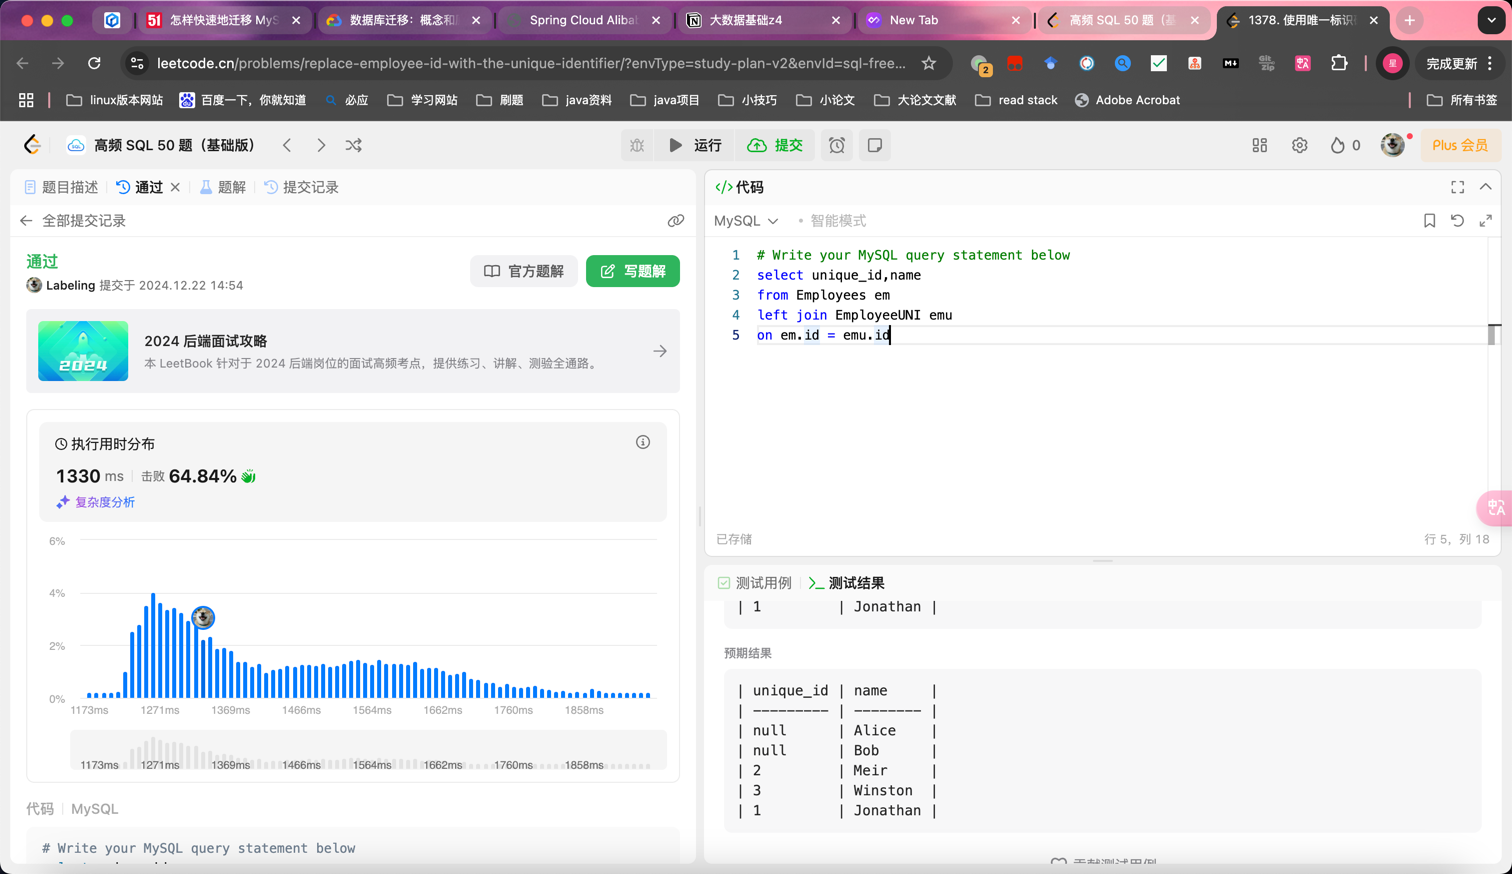 怎样快速地迁移 MyS
数据库迁移：概念和
Spring Cloud Alibal
大数据基础z4
New Tab
高频 SQL 50 题（基
1378. 使用唯一标识
leetcode.cn/problems/replace-employee-id-with-the-unique-identifier/?envType=study-plan-v2&envId=sql-free...
2
星
完成更新
linux版本网站
百度一下，你就知道
必应
学习网站
刷题
java资料
java项目
小技巧
小论文
大论文文献
read stack
Adobe Acrobat
所有书签
高频 SQL 50 题（基础版）
运行
提交
0
Plus 会员
题目描述
通过
题解
提交记录
全部提交记录
通过
Labeling 提交于 2024.12.22 14:54
官方题解
写题解
2024
2024 后端面试攻略
本 LeetBook 针对于 2024 后端岗位的面试高频考点，提供练习、讲解、测验全通路。
执行用时分布
1330 ms 击败 64.84%
复杂度分析
6%
4%
2%
0%
1173ms 1271ms 1369ms 1466ms 1564ms 1662ms 1760ms 1858ms
1173ms 1271ms 1369ms 1466ms 1564ms 1662ms 1760ms 1858ms
代码 MySQL
# Write your MySQL query statement below
</>代码
MySQL • 智能模式
1 # Write your MySQL query statement below
2 select unique_id,name
3 from Employees em
4 left join EmployeeUNI emu
5 on em.id = emu.id
已存储
行 5，列 18
测试用例
测试结果
| 1 | Jonathan |
预期结果
| unique_id | name |
| --------- | -------- |
| null | Alice |
| null | Bob |
| 2 | Meir |
| 3 | Winston |
| 1 | Jonathan |
贡献测试用例